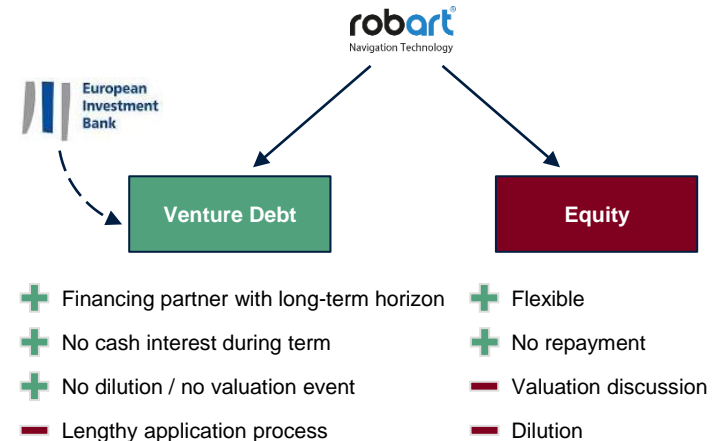 robart®
Navigation Technology
European
Investment
Bank
Venture Debt
Equity
Financing partner with long-term horizon
No cash interest during term
No dilution / no valuation event
Lengthy application process
Flexible
No repayment
Valuation discussion
Dilution